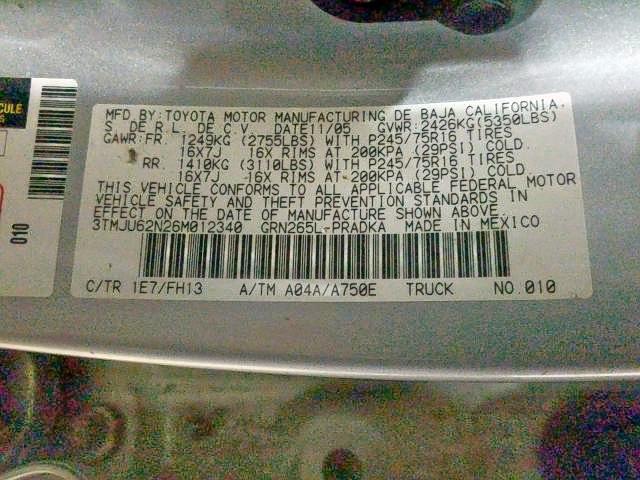 CULE
MFD.BY:TOYOTA MOTOR MANUFACTURING DE BAJA CALIFORNIA,
S. DE R.L. DE C.V. DATE11/05 GVWR:2426KG(5350LBS)
GAWR:FR. 1249KG (2755LBS) WITH P245/75R16 TIRES
16X7J 16X RIMS AT 200KPA (29PSI) COLD.
RR. 1410KG (3110LBS) WITH P245/75R16 TIRES
16X7J 16X RIMS AT 200KPA (29PSI) COLD.
THIS VEHICLE CONFORMS TO ALL APPLICABLE FEDERAL MOTOR
VEHICLE SAFETY AND THEFT PREVENTION STANDARDS IN
EFFECT ON THE DATE OF MANUFACTURE SHOWN ABOVE
3TMJU62N26M012340 GRN265L-PRADKA MADE IN MEXICO
C/TR 1E7/FH13 A/TM A04A/A750E TRUCK NO.010
010